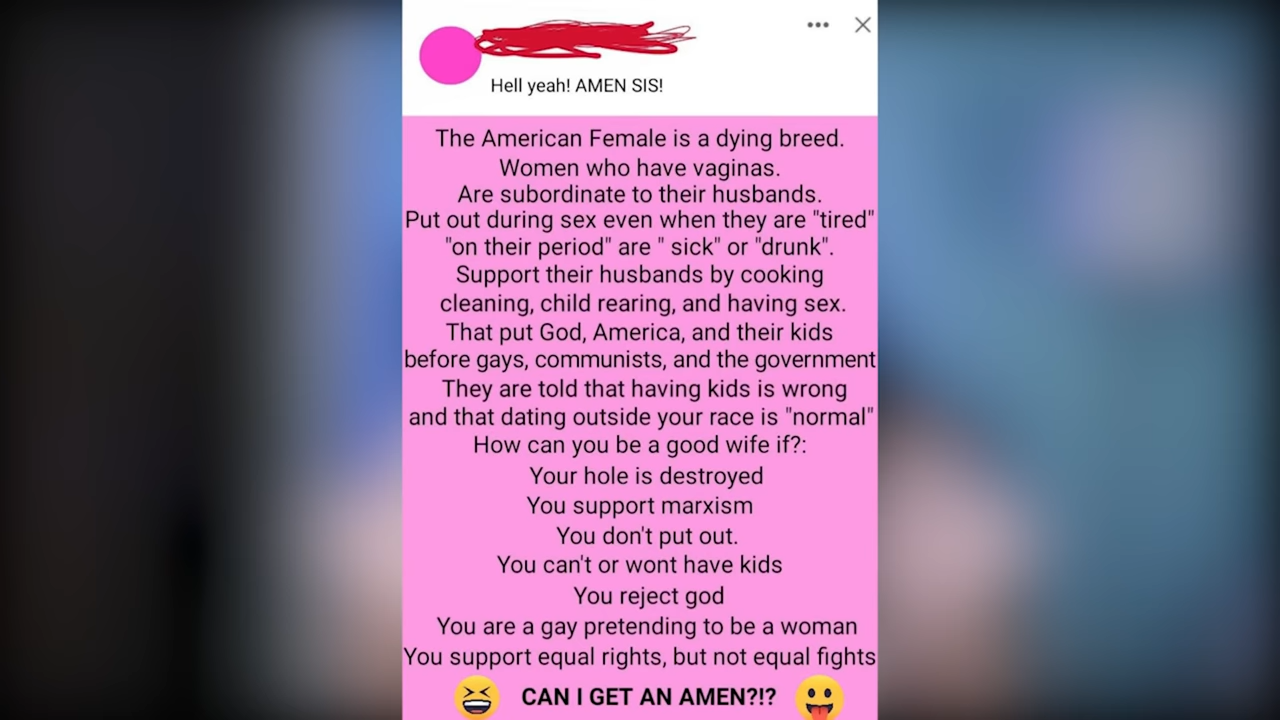 Hell yeah! AMEN SIS!
The American Female is a dying breed.
Women who have vaginas.
Are subordinate to their husbands.
Put out during sex even when they are "tired"
"on their period" are " sick" or "drunk".
Support their husbands by cooking
cleaning, child rearing, and having sex.
That put God, America, and their kids
before gays, communists, and the government
They are told that having kids is wrong
and that dating outside your race is "normal"
How can you be a good wife if?:
Your hole is destroyed
You support marxism
You don't put out.
You can't or wont have kids
You reject god
You are a gay pretending to be a woman
You support equal rights, but not equal fights
CAN I GET AN AMEN?!?